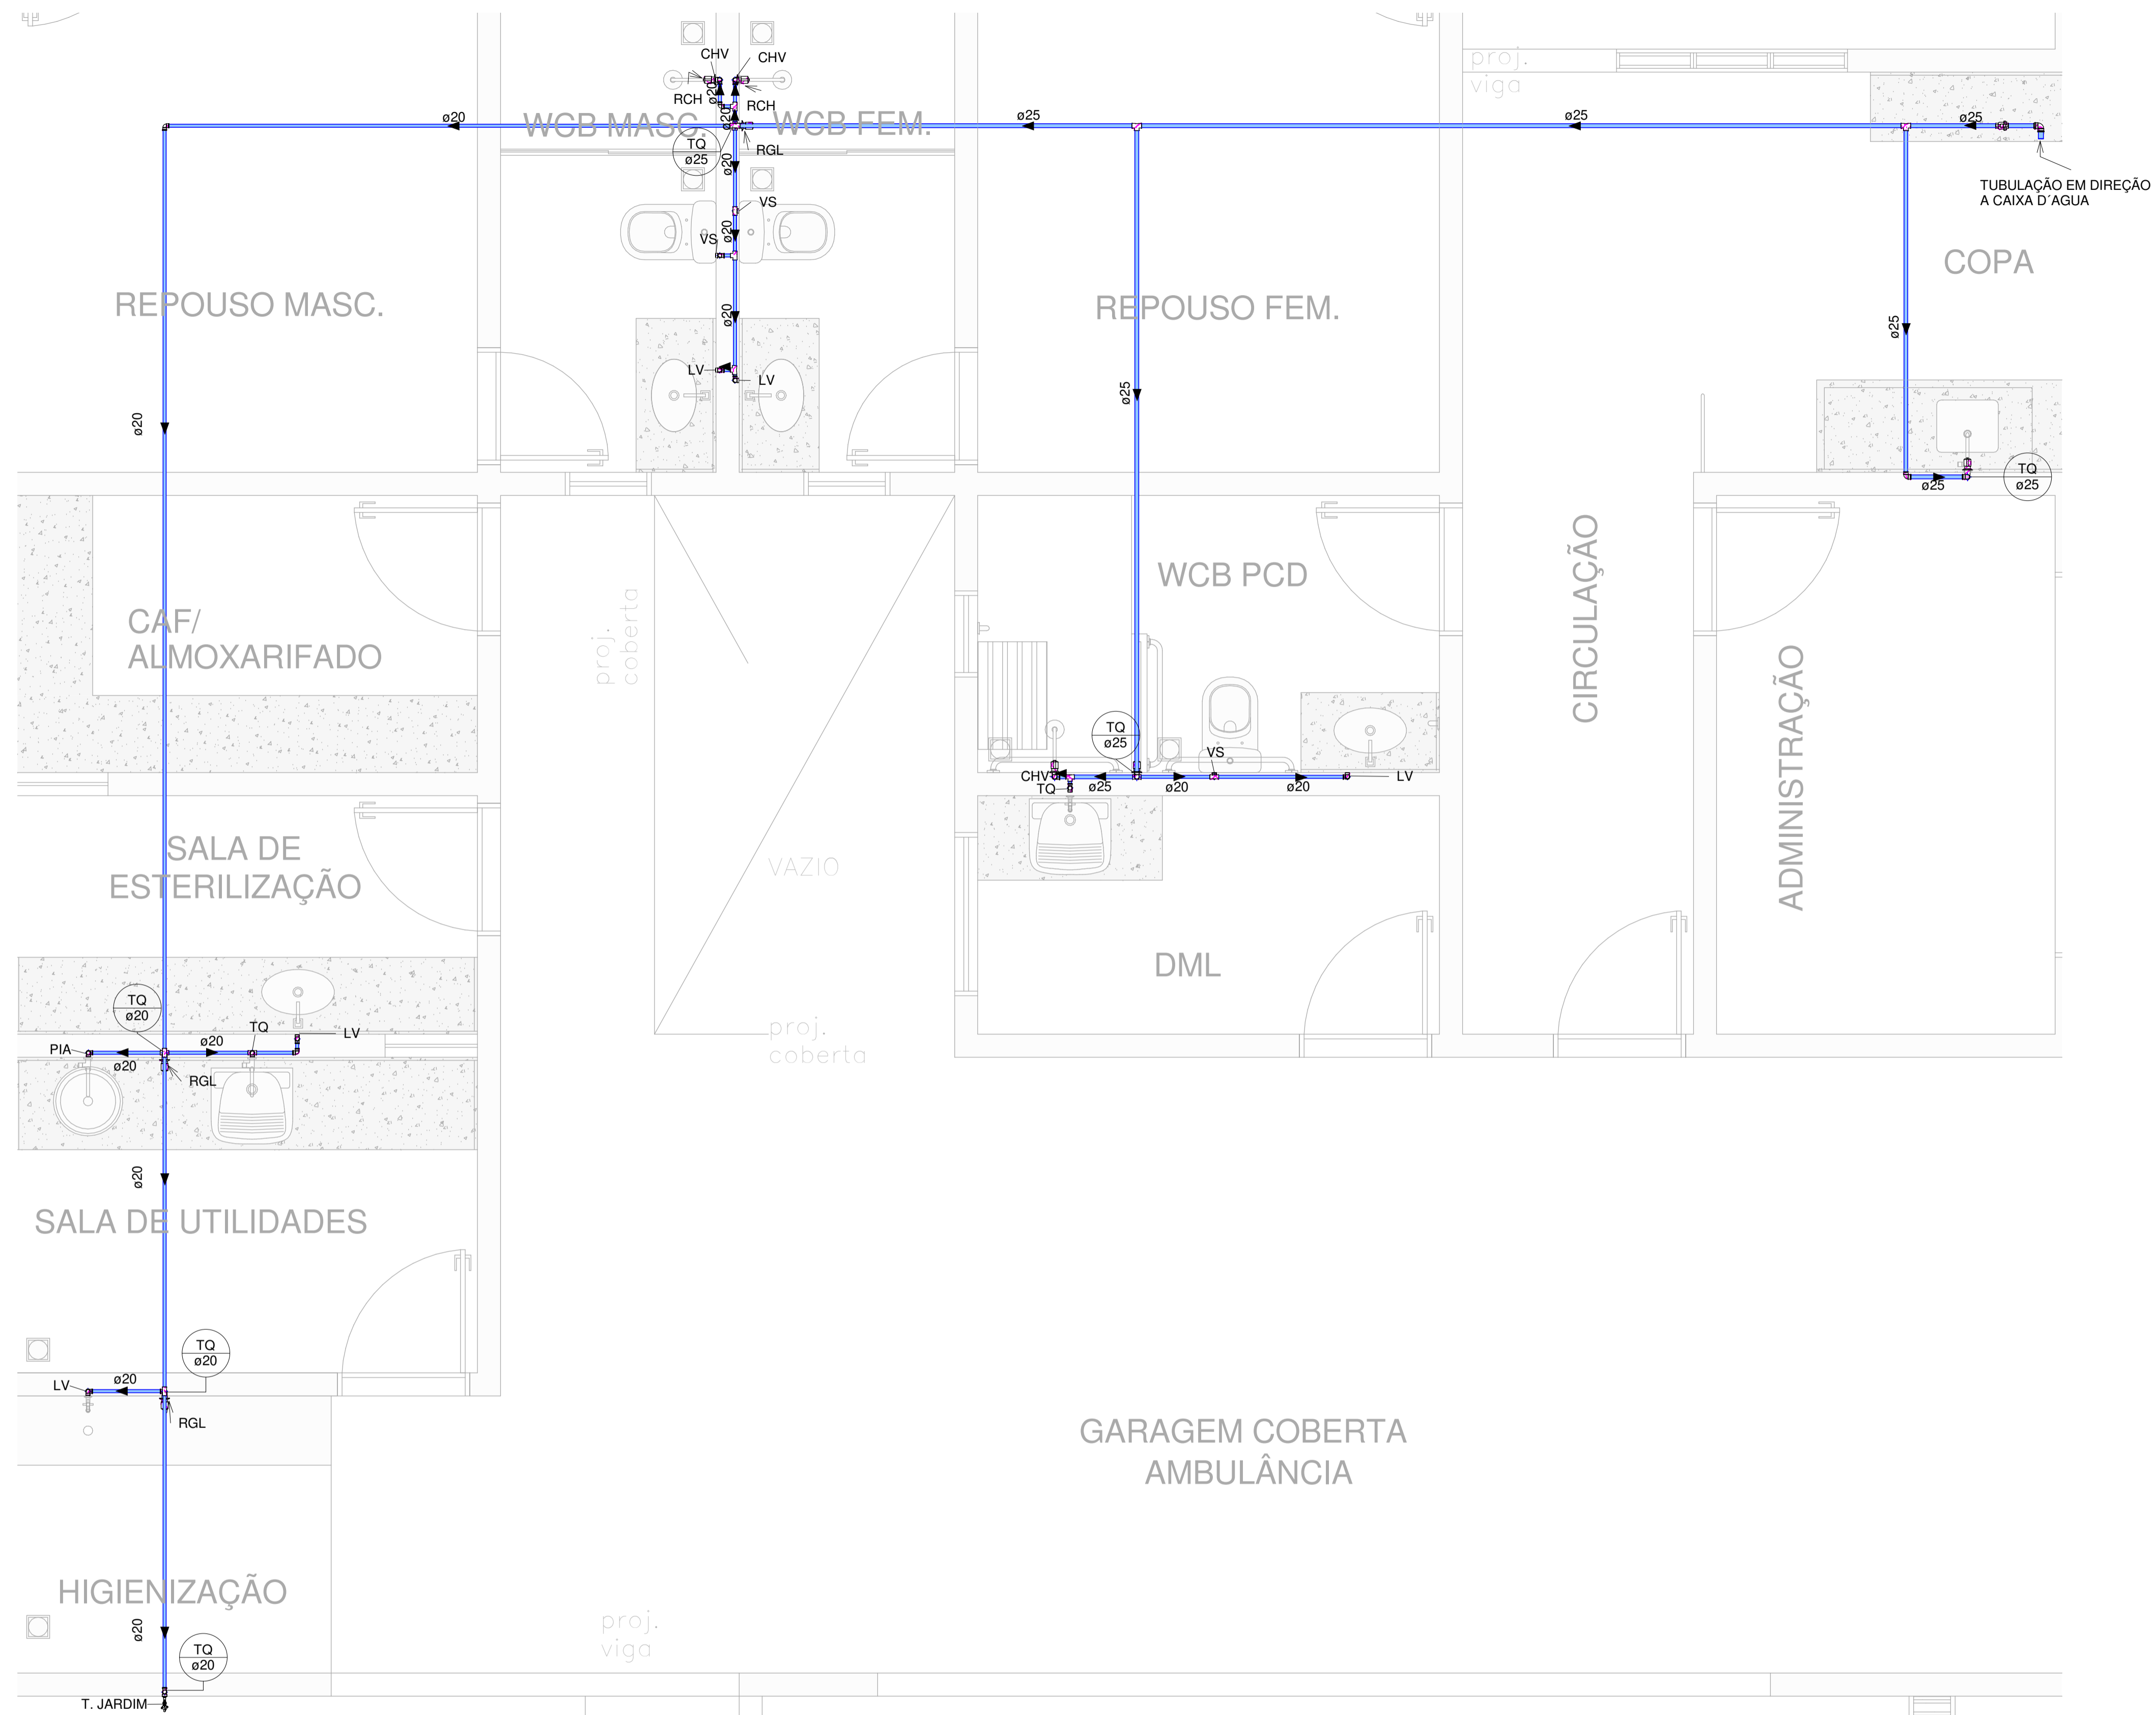 proj.
viga
CHV
CHV
RCH
RCH
ø20
ø20
ø20
WCB MASC.
WCB FEM.
ø25
ø25
ø25
TQ
ø25
RGL
ø20
TUBULAÇÃO EM DIREÇÃO
A CAIXA D´AGUA
VS
VS
ø20
COPA
REPOUSO MASC.
REPOUSO FEM.
ø20
ø25
LV
LV
ø25
ø20
TQ
ø25
ø25
WCB PCD
CAF/
ALMOXARIFADO
proj.
coberta
CIRCULAÇÃO
ADMINISTRAÇÃO
TQ
ø25
VS
CHV
LV
TQ
ø25
ø20
ø20
SALA DE
ESTERILIZAÇÃO
VAZIO
DML
TQ
ø20
proj.
coberta
TQ
LV
PIA
ø20
ø20
RGL
ø20
SALA DE UTILIDADES
TQ
ø20
LV
ø20
RGL
GARAGEM COBERTA
AMBULÂNCIA
HIGIENIZAÇÃO
ø20
proj.
viga
TQ
ø20
T. JARDIM